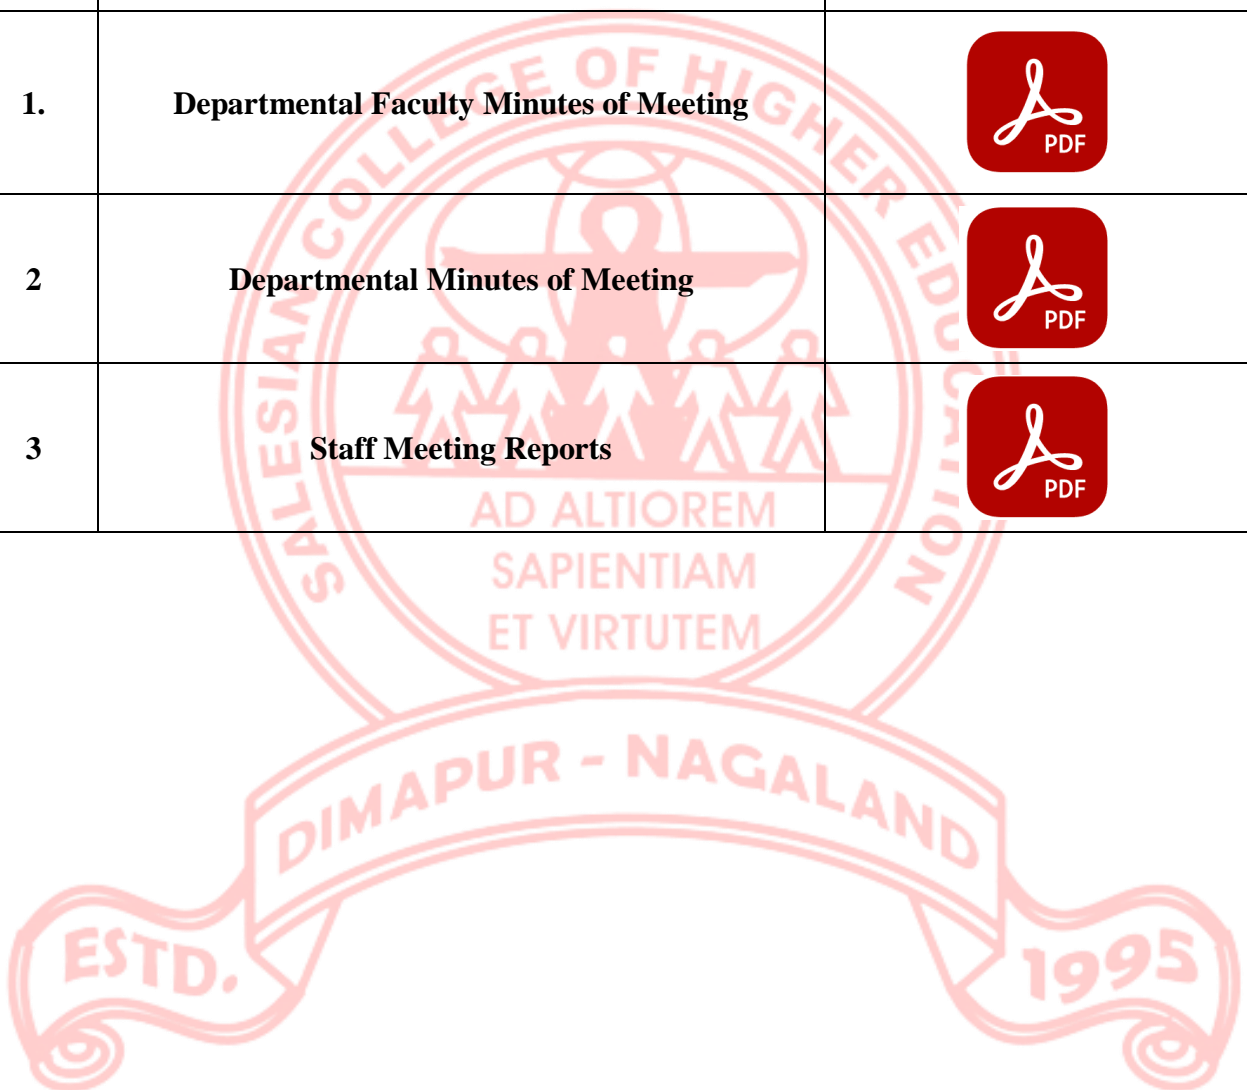 1. Departmental Faculty Minutes of Meeting PDF
2 Departmental Minutes of Meeting PDF
3 Staff Meeting Reports PDF
SALESIAN COLLEGE OF HIGHER EDUCATION
AD ALTIOREM
SAPIENTIAM
ET VIRTUTEM
DIMAPUR - NAGALAND
ESTD. 1995